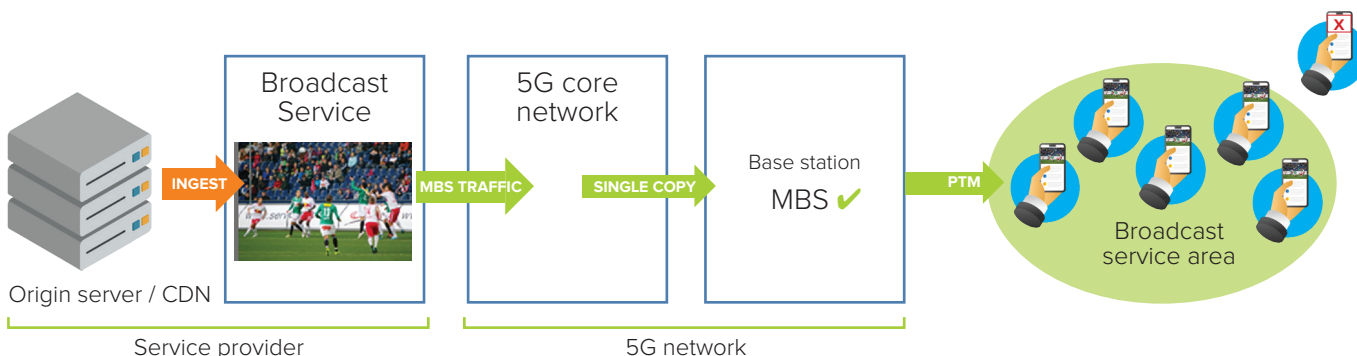 Broadcast
Service
5G core
network
X
INGEST
MBS TRAFFIC
SINGLE COPY
Base station
MBS ✓
PTM
Broadcast
service area
Origin server / CDN
Service provider
5G network